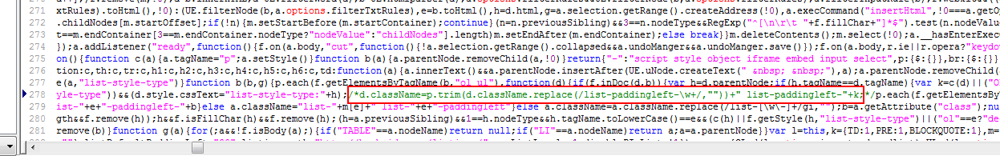 271 xtRules).toHtml(),!0):(UE.filterNode(b,a.options.filterTxtRules),e=b.toHtml(),h=d.html,g=a.selection.getRange().createAddress(!0),a.execCommand("insertHtml",!0===a.getOp
272 .childNodes[m.startOffset];if(!n){m.setStartBefore(m.startContainer);continue}(n=n.previousSibling)&&3==n.nodeType&&RegExp("^[\n\r\t "+f.fillChar+"]*$").test(n.nodeValu
273 t==m.endContainer[3==m.endContainer.nodeType?"nodeValue":"childNodes"].length)m.setEndAfter(m.endContainer);else break}}m.deleteContents();m.select(!0);a.__hasEnterExec
274 });a.addListener("ready",function(){f.on(a.body,"cut",function(){!a.selection.getRange().collapsed&&a.undoManger&&a.undoManger.save()});f.on(a.body,r.ie||r.opera?"keydow
275 on(){function c(a){a.tagName="p";a.setStyle()}function b(a){a.parentNode.removeChild(a,!0)}return{"-":"script style object iframe embed input select",p:{$:{}},br:{$:{}}
276 tion:c,th:c,tr:c,h1:c,h2:c,h3:c,h4:c,h5:c,h6:c,td:function(a){a.innerText()&&a.parentNode.insertAfter(UE.uNode.createText(" &nbsp; &nbsp;"),a);a.parentNode.removeChild(
277 e(a,"list-style-type")}function b(b,g){p.each(f.getElementsByTagName(b,"ol ul"),function(d){if(f.inDoc(d,b)){var h=d.parentNode;if(h.tagName==d.tagName){var k=c(d)||("O
278 yle-type"))&&(d.style.cssText="list-style-type:"+h);/*d.className=p.trim(d.className.replace(/list-paddingleft-\w+/,""))+" list-paddingleft-"+k;*/p.each(f.getElementsBy
279 ist-"+e+"-paddingleft-"+b}else a.className="list-"+m[e]+" list-"+e+"-paddingleft"}else a.className=a.className.replace(/list-[\w\-]+/gi,"");b=a.getAttribute("class");nu
280 gth&&f.remove(h);h&&f.isFillChar(h)&&f.remove(h);(h=a.previousSibling)&&1==h.nodeType&&h.tagName.toLowerCase()==e&&(c(h)||f.getStyle(h,"list-style-type")||("ol"==e?"de
281 remove(b)}function g(a){for(;a&&!f.isBody(a);){if("TABLE"==a.nodeName)return null;if("LI"==a.nodeName)return a;a=a.parentNode}}var l=this,k={TD:1,PRE:1,BLOCKQUOTE:1},m=